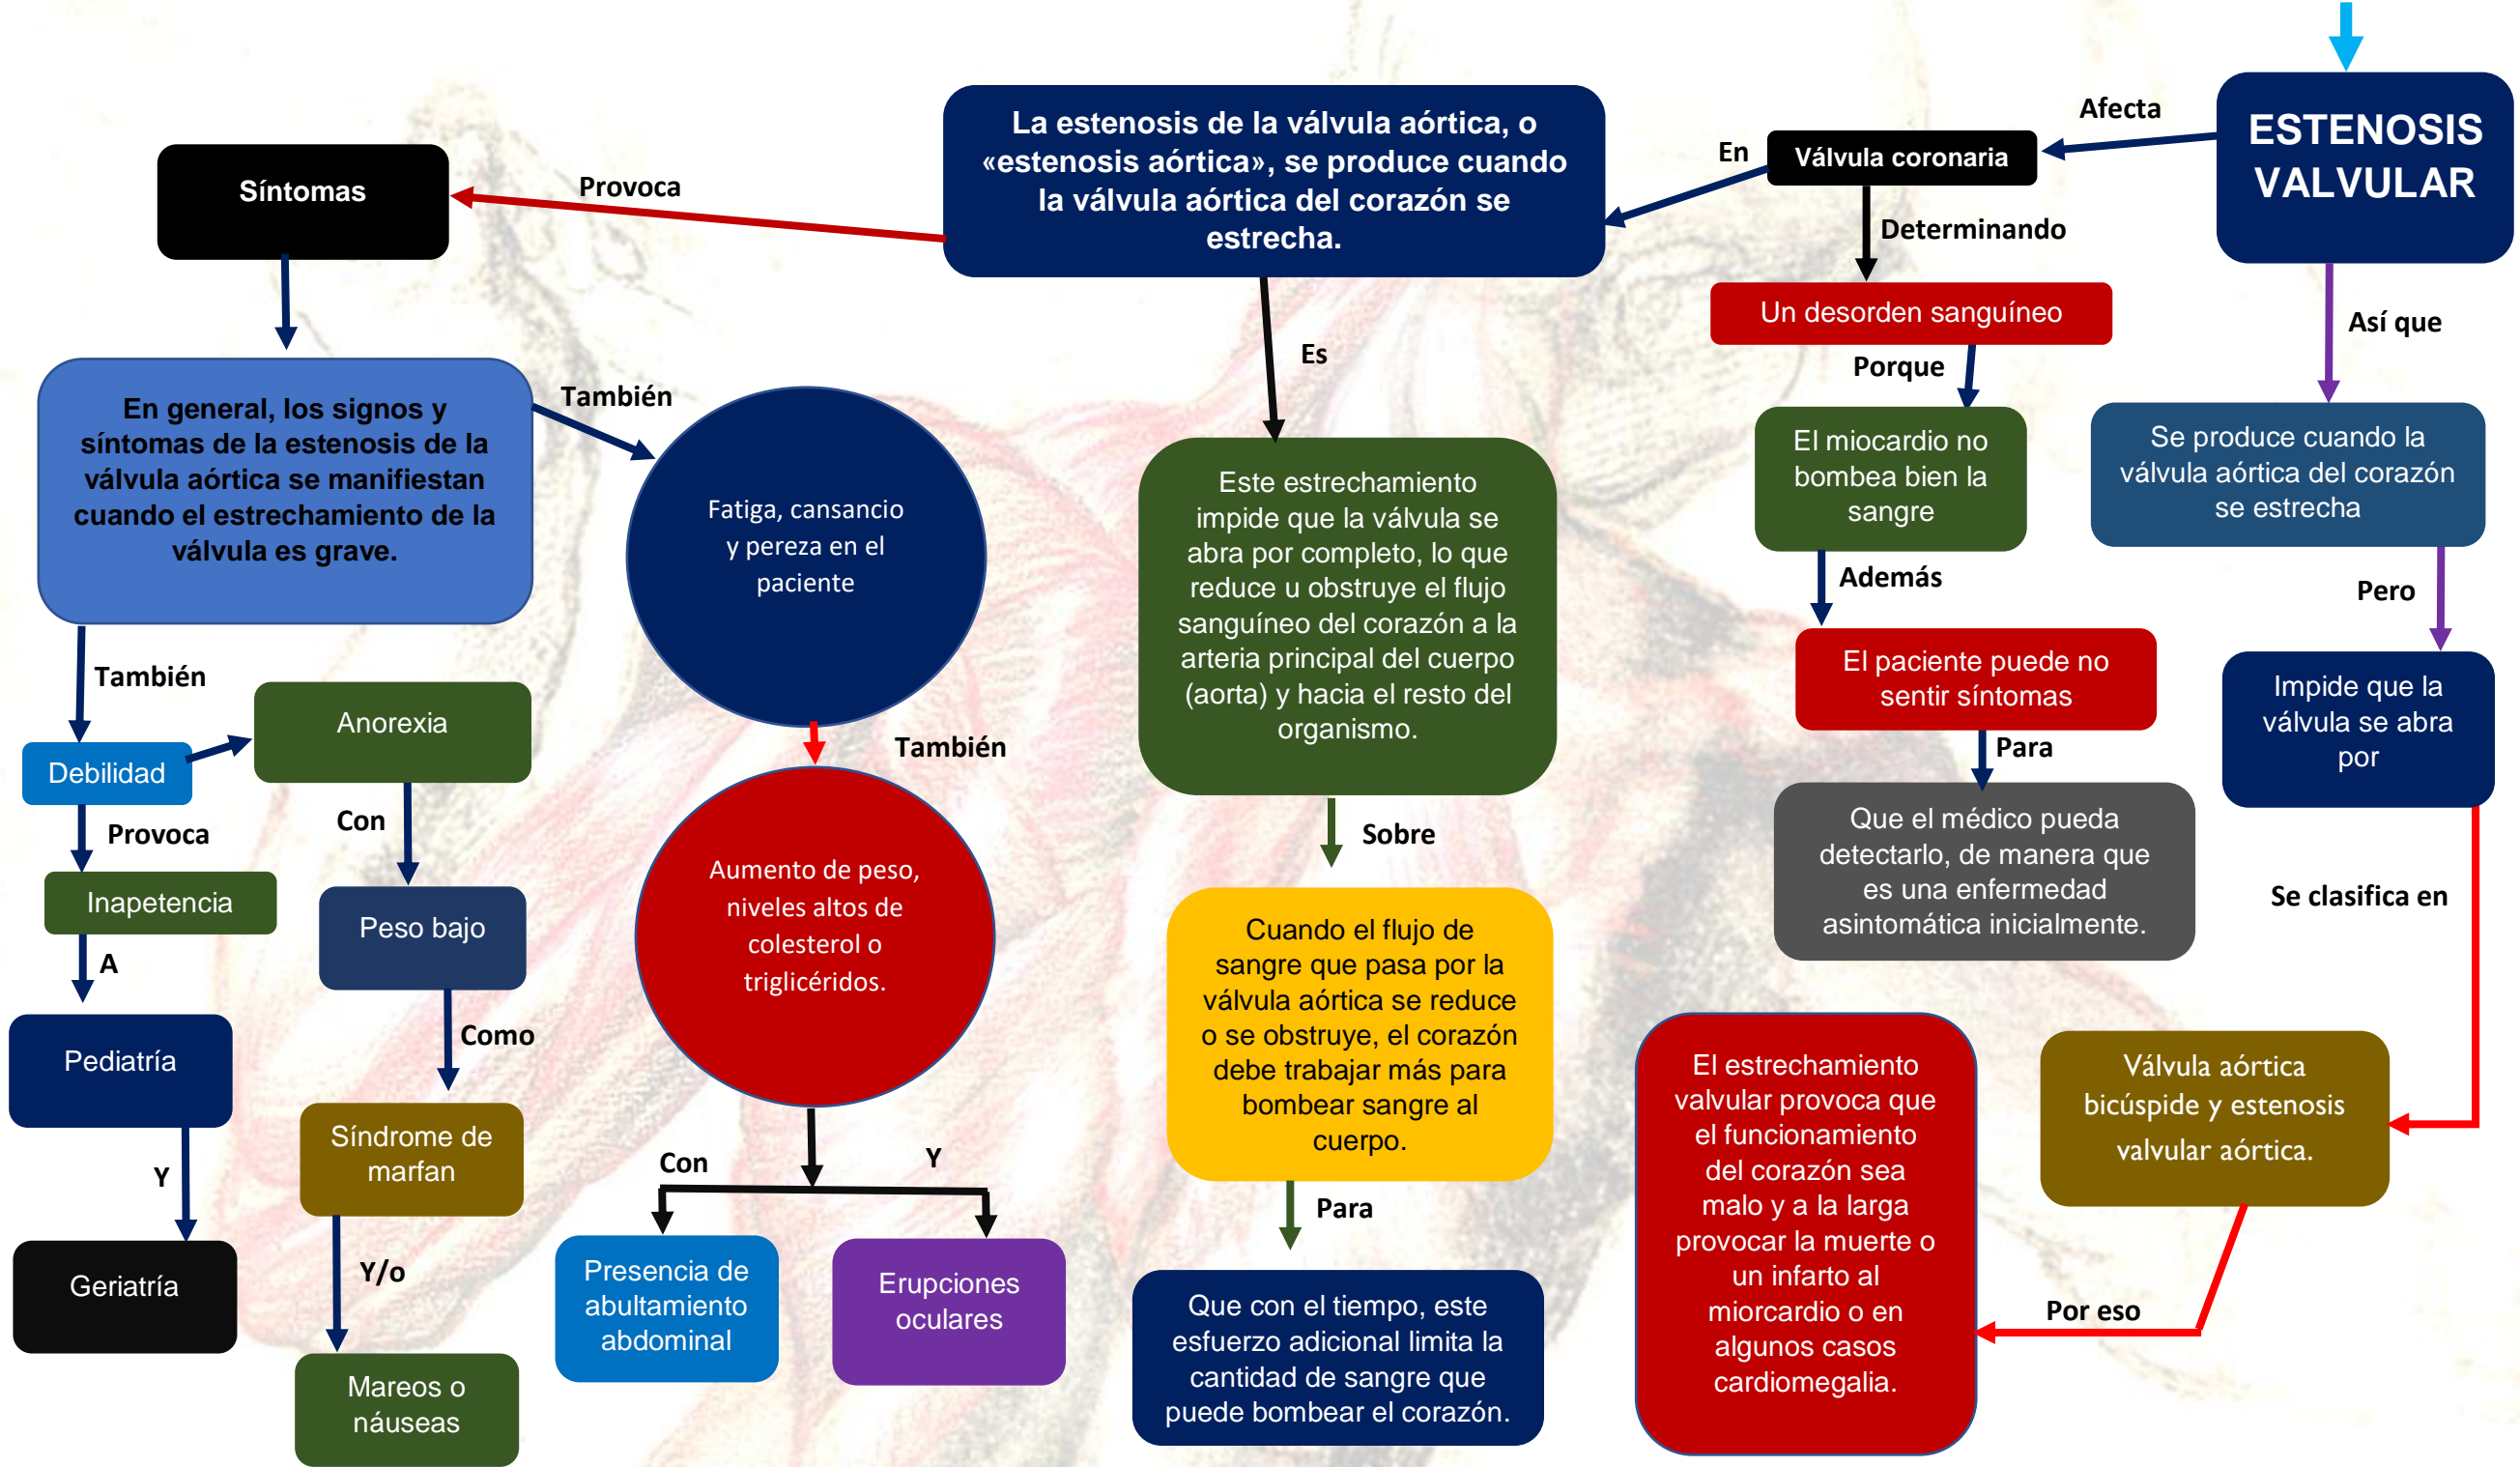 ESTENOSIS
VALVULAR
Afecta
Válvula coronaria
En
La estenosis de la válvula aórtica, o
«estenosis aórtica», se produce cuando
la válvula aórtica del corazón se
estrecha.
Provoca
Síntomas
En general, los signos y
síntomas de la estenosis de la
válvula aórtica se manifiestan
cuando el estrechamiento de la
válvula es grave.
También
Fatiga, cansancio
y pereza en el
paciente
También
Aumento de peso,
niveles altos de
colesterol o
triglicéridos.
Con
Y
Presencia de
abultamiento
abdominal
Erupciones
oculares
También
Debilidad
Anorexia
Provoca
Con
Inapetencia
Peso bajo
A
Como
Pediatría
Síndrome de
marfan
Y
Y/o
Geriatría
Mareos o
náuseas
Es
Este estrechamiento
impide que la válvula se
abra por completo, lo que
reduce u obstruye el flujo
sanguíneo del corazón a la
arteria principal del cuerpo
(aorta) y hacia el resto del
organismo.
Sobre
Cuando el flujo de
sangre que pasa por la
válvula aórtica se reduce
o se obstruye, el corazón
debe trabajar más para
bombear sangre al
cuerpo.
Para
Que con el tiempo, este
esfuerzo adicional limita la
cantidad de sangre que
puede bombear el corazón.
Determinando
Un desorden sanguíneo
Porque
El miocardio no
bombea bien la
sangre
Además
El paciente puede no
sentir síntomas
Para
Que el médico pueda
detectarlo, de manera que
es una enfermedad
asintomática inicialmente.
Así que
Se produce cuando la
válvula aórtica del corazón
se estrecha
Pero
Impide que la
válvula se abra
por
Se clasifica en
Válvula aórtica
bicúspide y estenosis
valvular aórtica.
Por eso
El estrechamiento
valvular provoca que
el funcionamiento
del corazón sea
malo y a la larga
provocar la muerte o
un infarto al
miorcardio o en
algunos casos
cardiomegalia.